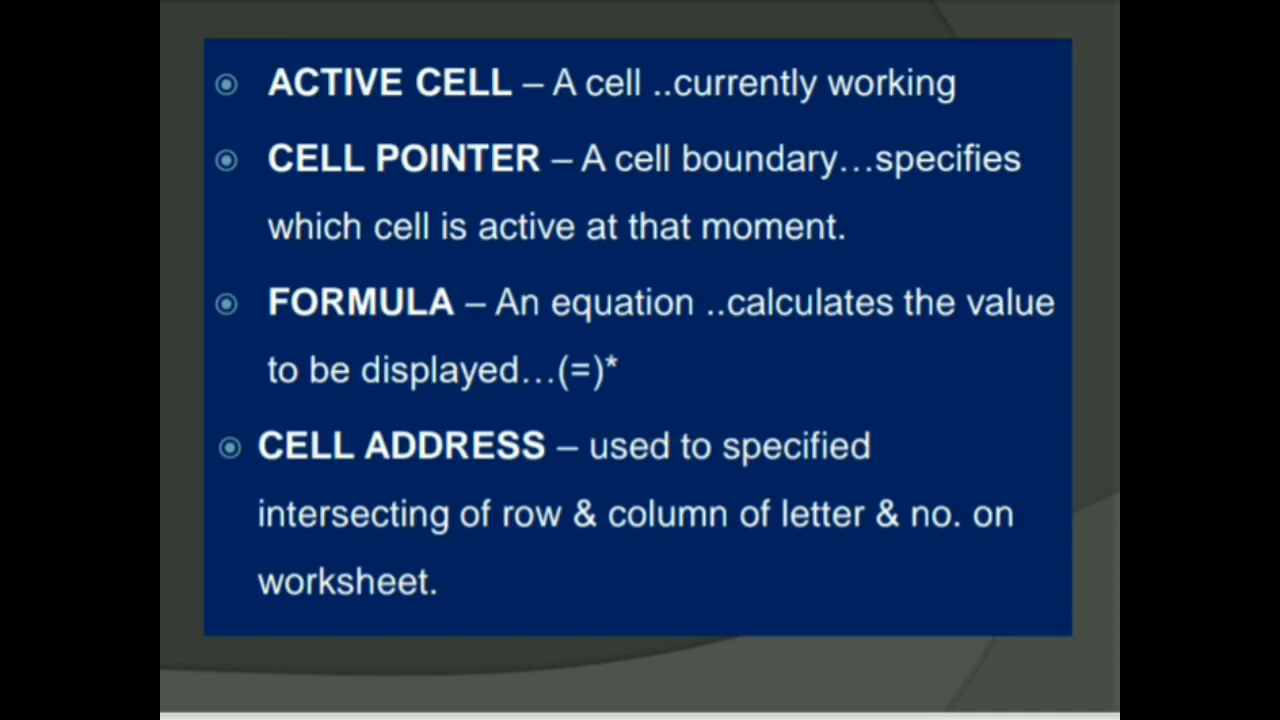 ACTIVE CELL – A cell ..currently working
CELL POINTER – A cell boundary…specifies
which cell is active at that moment.
FORMULA – An equation ..calculates the value
to be displayed…(=)*
CELL ADDRESS – used to specified
intersecting of row & column of letter & no. on
worksheet.